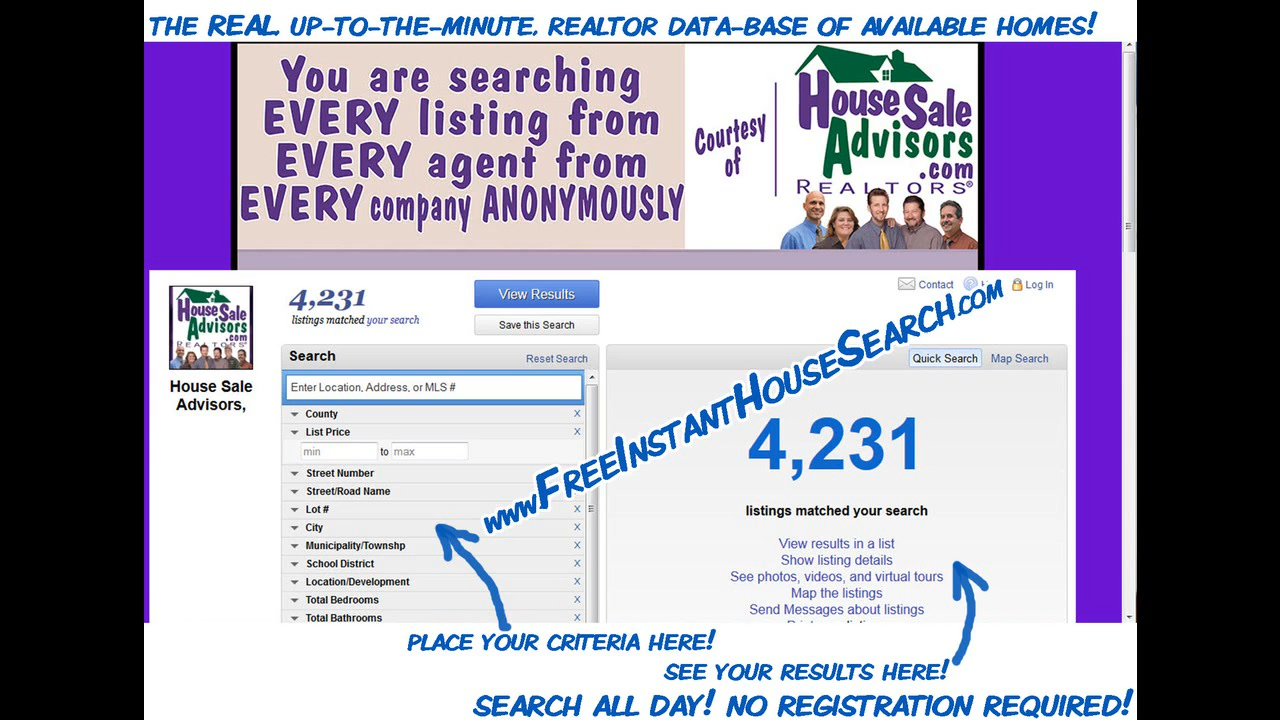 THE REAL, UP-TO-THE-MINUTE, REALTOR DATA-BASE OF AVAILABLE HOMES!
You are searching
EVERY listing from
EVERY agent from
EVERY company ANONYMOUSLY
Courtesy
of
HouseSale
Advisors
.com
REALTORS®
HouseSale
Advisors
.com
REALTORS
House Sale
Advisors,
4,231
listings matched your search
View Results
Save this Search
Contact
Log In
Search
Reset Search
Quick Search
Map Search
Enter Location, Address, or MLS #
County X
List Price X
min to max
Street Number
Street/Road Name
Lot # X
City X
Municipality/Townshp X
School District X
Location/Development X
Total Bedrooms X
Total Bathrooms X
www.FreeInstantHouseSearch.com
4,231
listings matched your search
View results in a list
Show listing details
See photos, videos, and virtual tours
Map the listings
Send Messages about listings
PLACE YOUR CRITERIA HERE!
SEE YOUR RESULTS HERE!
SEARCH ALL DAY! NO REGISTRATION REQUIRED!